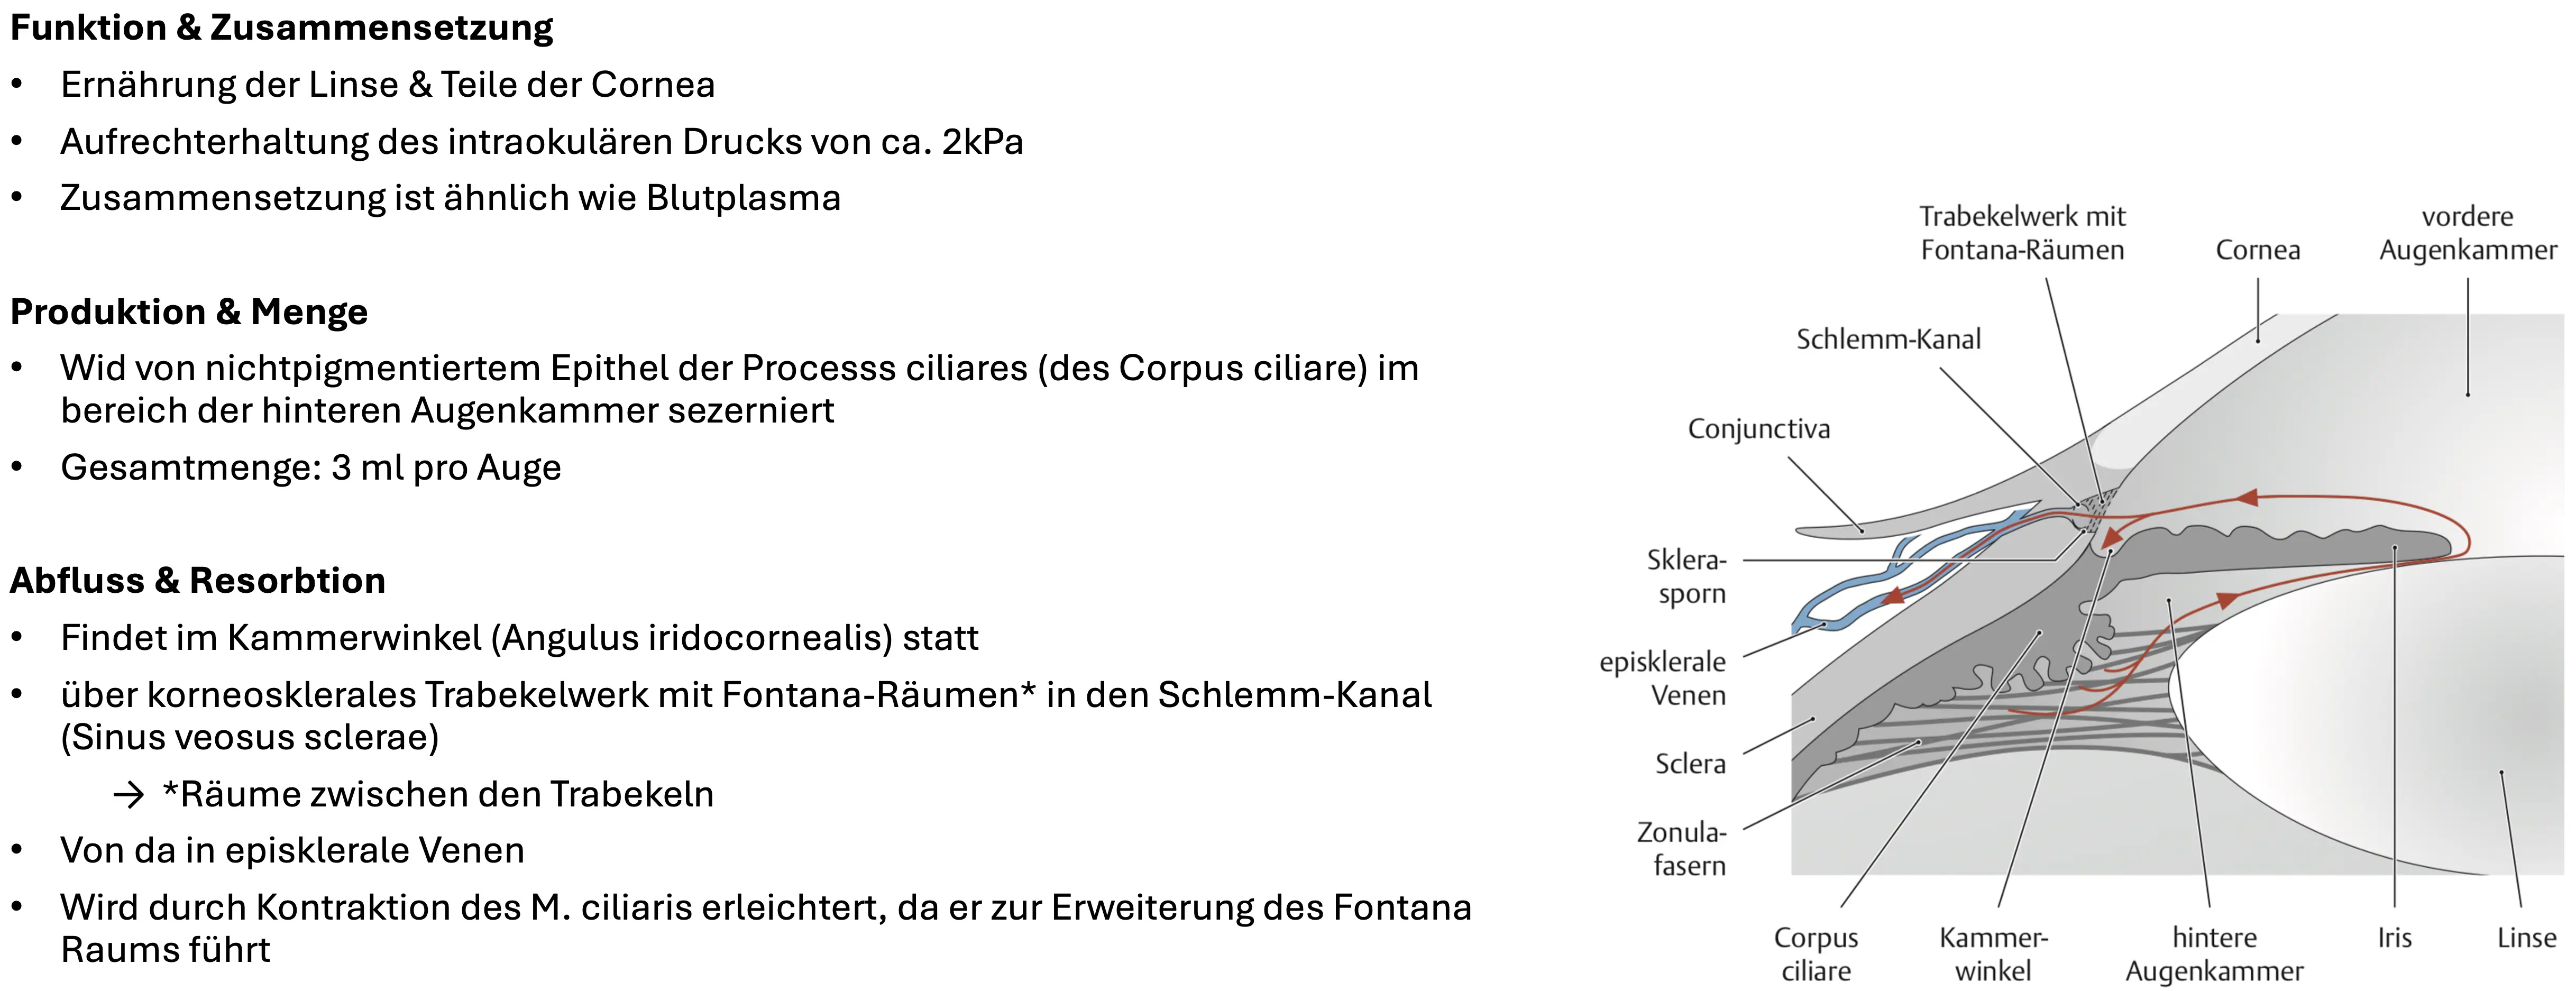 Funktion & Zusammensetzung
• Ernährung der Linse & Teile der Cornea
• Aufrechterhaltung des intraokulären Drucks von ca. 2kPa
• Zusammensetzung ist ähnlich wie Blutplasma
Produktion & Menge
• Wid von nichtpigmentiertem Epithel der Processs ciliares (des Corpus ciliare) im
bereich der hinteren Augenkammer sezerniert
• Gesamtmenge: 3 ml pro Auge
Abfluss & Resorbtion
• Findet im Kammerwinkel (Angulus iridocornealis) statt
• über korneosklerales Trabekelwerk mit Fontana-Räumen* in den Schlemm-Kanal
(Sinus veosus sclerae)
→ *Räume zwischen den Trabekeln
• Von da in episklerale Venen
• Wird durch Kontraktion des M. ciliaris erleichtert, da er zur Erweiterung des Fontana
Raums führt
Trabekelwerk mit
Fontana-Räumen
Cornea
vordere
Augenkammer
Schlemm-Kanal
Conjunctiva
Sklera-
sporn
episklerale
Venen
Sclera
Zonula-
fasern
Corpus
ciliare
Kammer-
winkel
hintere
Augenkammer
Iris
Linse